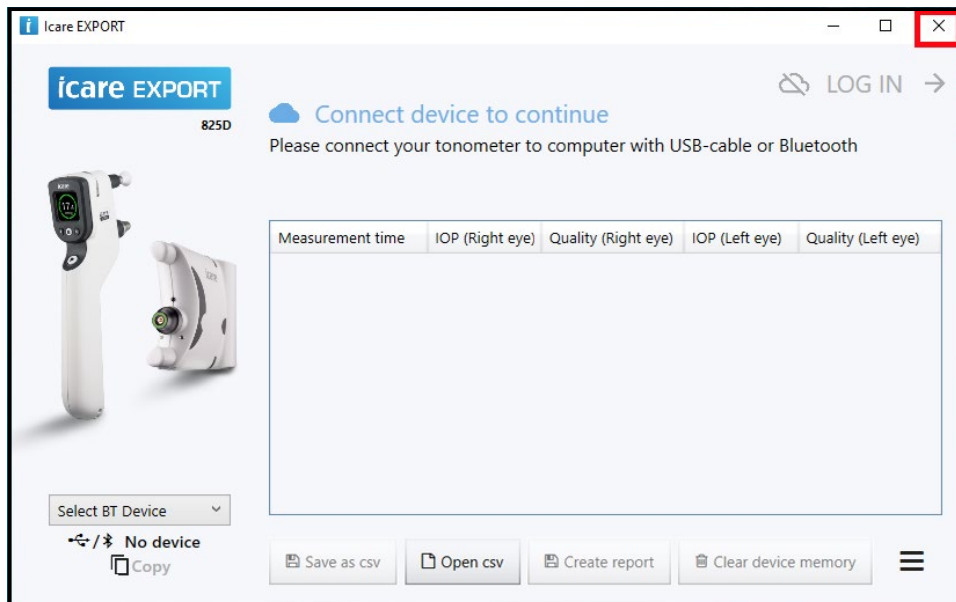 Icare EXPORT
icare EXPORT
825D
LOG IN
Connect device to continue
Please connect your tonometer to computer with USB-cable or Bluetooth
Measurement time IOP (Right eye) Quality (Right eye) IOP (Left eye) Quality (Left eye)
Select BT Device
/ No device
Copy
Save as csv Open csv Create report Clear device memory